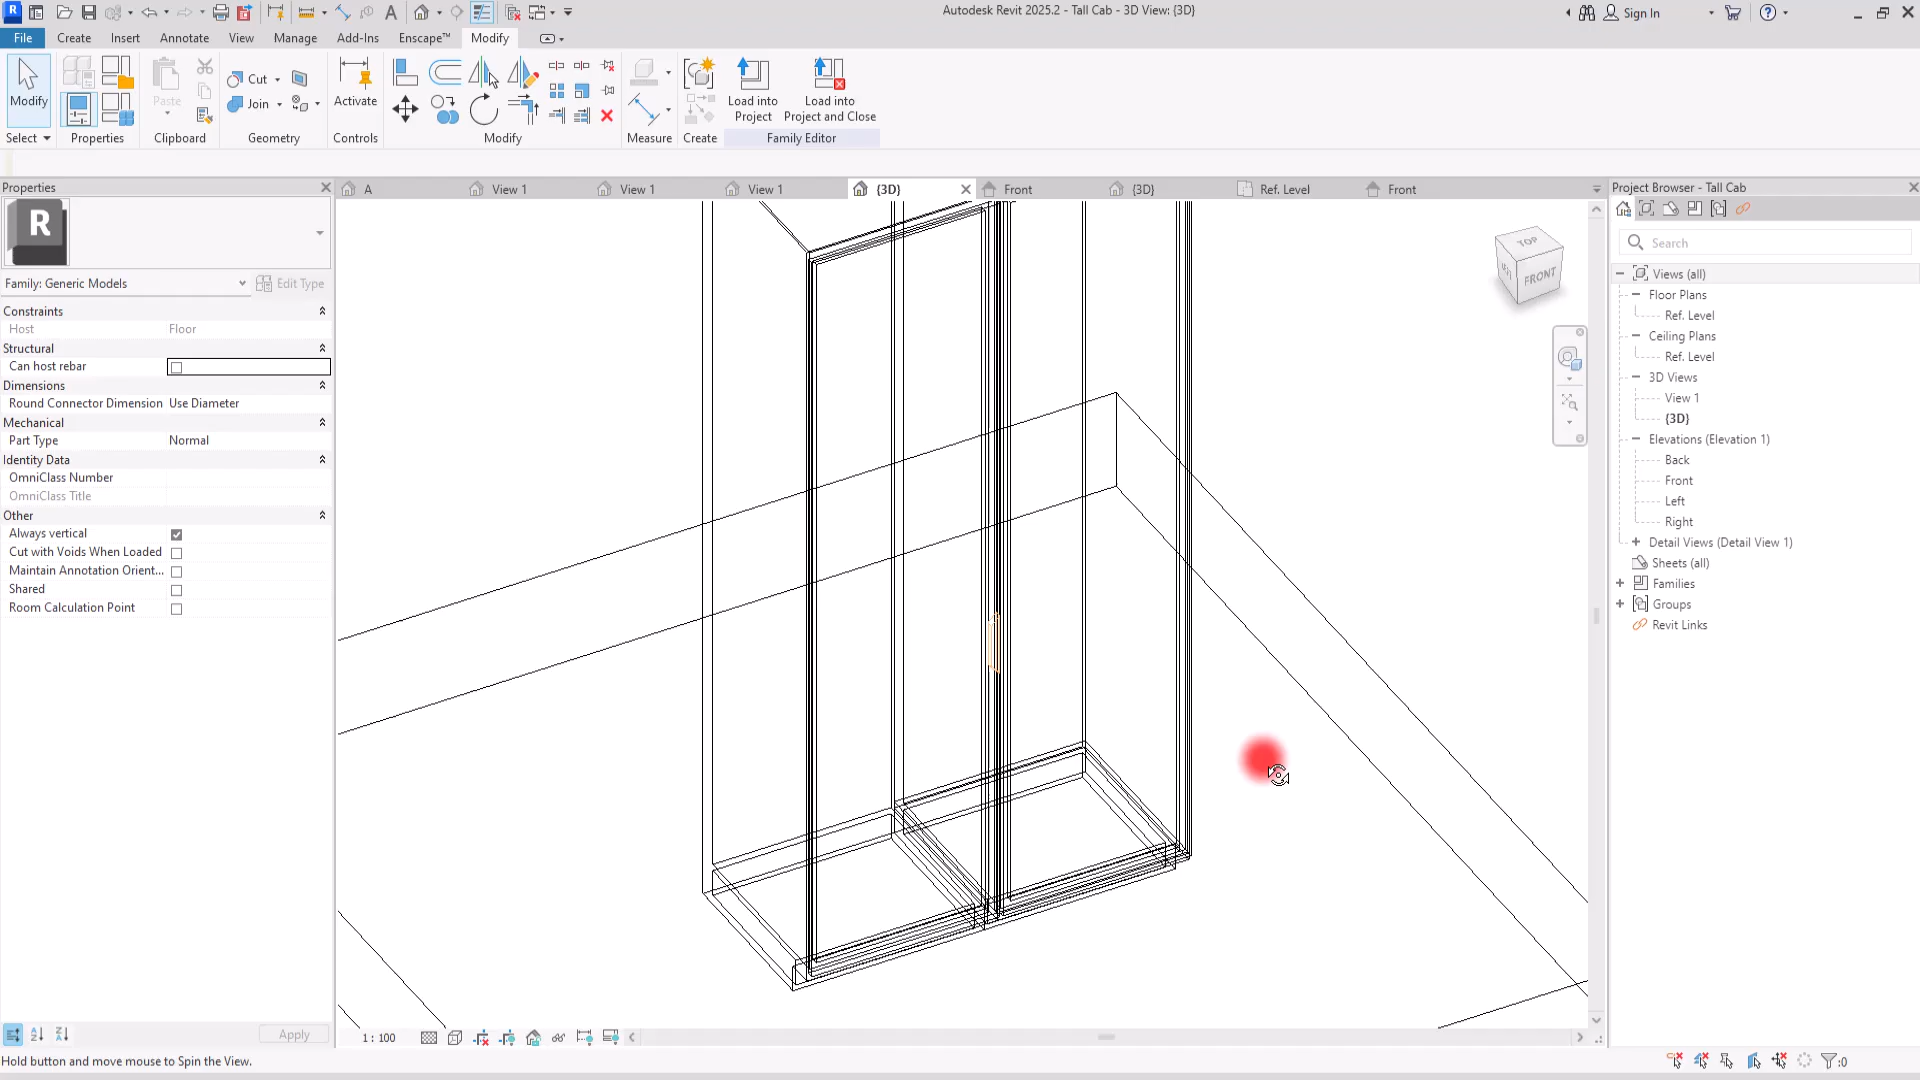 Autodesk Revit 2025.2 - Tall Cab - 3D View: {3D}
Sign In
File
Create
Insert
Annotate
View
Manage
Add-Ins
Enscape™
Modify
Modify
Paste
Cut
Join
Activate
Load into
Project
Load into
Project and Close
Select
Properties
Clipboard
Geometry
Controls
Modify
Measure
Create
Family Editor
Properties
A
View 1
View 1
View 1
{3D}
Front
{3D}
Ref. Level
Front
Project Browser - Tall Cab
R
Family: Generic Models
Edit Type
Constraints
Host
Floor
Structural
Can host rebar
Dimensions
Round Connector Dimension
Use Diameter
Mechanical
Part Type
Normal
Identity Data
OmniClass Number
OmniClass Title
Other
Always vertical
Cut with Voids When Loaded
Maintain Annotation Orient...
Shared
Room Calculation Point
Apply
TOP
FRONT
Search
Views (all)
Floor Plans
Ref. Level
Ceiling Plans
Ref. Level
3D Views
View 1
{3D}
Elevations (Elevation 1)
Back
Front
Left
Right
Detail Views (Detail View 1)
Sheets (all)
Families
Groups
Revit Links
1 : 100
Hold button and move mouse to Spin the View.
:0